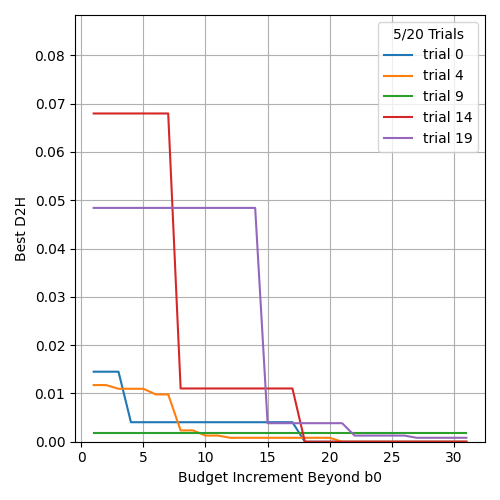 5/20 Trials
trial 0
trial 4
trial 9
trial 14
trial 19
Best D2H
0.08
0.07
0.06
0.05
0.04
0.03
0.02
0.01
0.00
0 5 10 15 20 25 30
Budget Increment Beyond b0